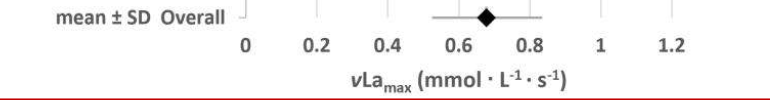 mean ± SD Overall
0 0.2 0.4 0.6 0.8 1 1.2
vLamax (mmol · L-1 · s-1)